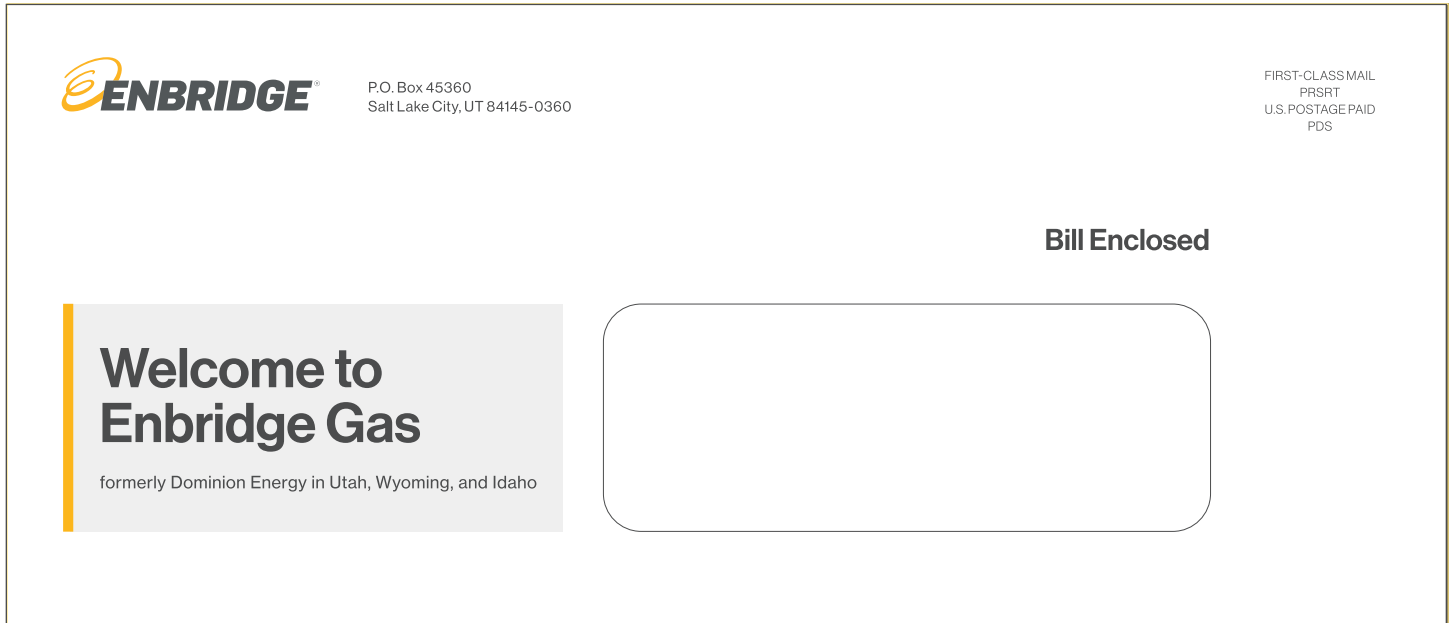 ENBRIDGE®
P.O. Box 45360
Salt Lake City, UT 84145-0360
FIRST-CLASS MAIL
PRSRT
U.S. POSTAGE PAID
PDS
Bill Enclosed
Welcome to
Enbridge Gas
formerly Dominion Energy in Utah, Wyoming, and Idaho